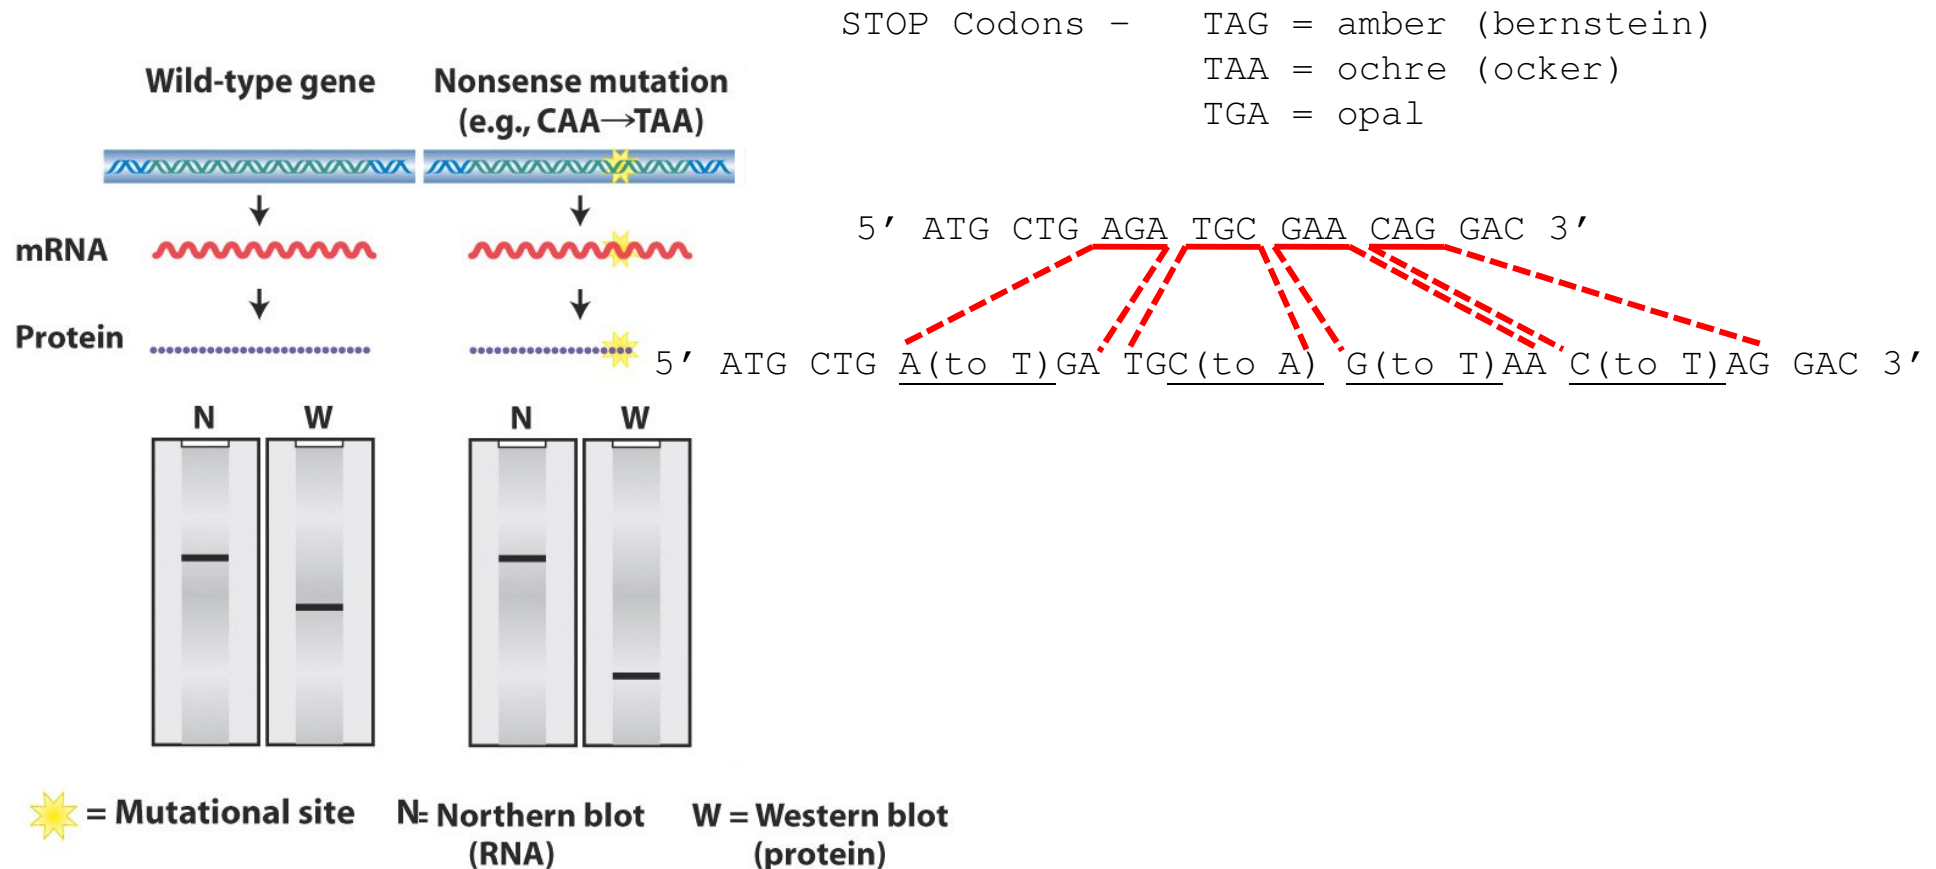 STOP Codons – TAG = amber (bernstein)
TAA = ochre (ocker)
TGA = opal
Wild-type gene
Nonsense mutation
(e.g., CAA→TAA)
mRNA
Protein
5’ ATG CTG AGA TGC GAA CAG GAC 3’
5’ ATG CTG A(to T)GA TGC(to A) G(to T)AA C(to T)AG GAC 3’
N W
N W
= Mutational site
N= Northern blot
(RNA)
W = Western blot
(protein)